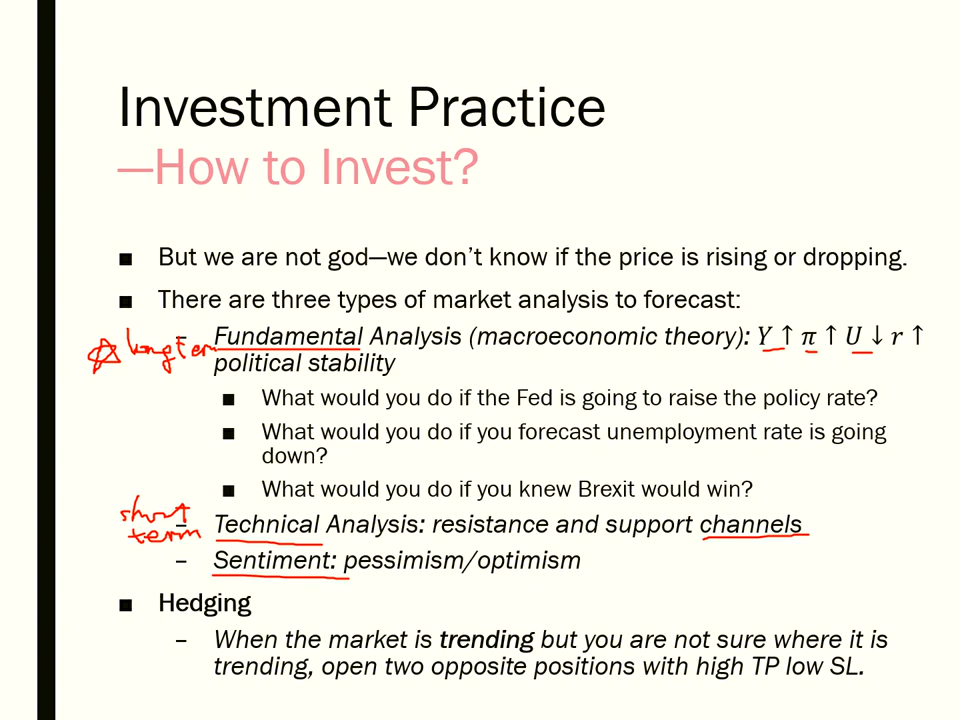 Investment Practice
—How to Invest?
■ But we are not god—we don't know if the price is rising or dropping.
■ There are three types of market analysis to forecast:
– Fundamental Analysis (macroeconomic theory): Y ↑ π ↑ U ↓ r ↑
long term
political stability
■ What would you do if the Fed is going to raise the policy rate?
■ What would you do if you forecast unemployment rate is going
down?
■ What would you do if you knew Brexit would win?
short
term
– Technical Analysis: resistance and support channels
– Sentiment: pessimism/optimism
■ Hedging
– When the market is trending but you are not sure where it is
trending, open two opposite positions with high TP low SL.